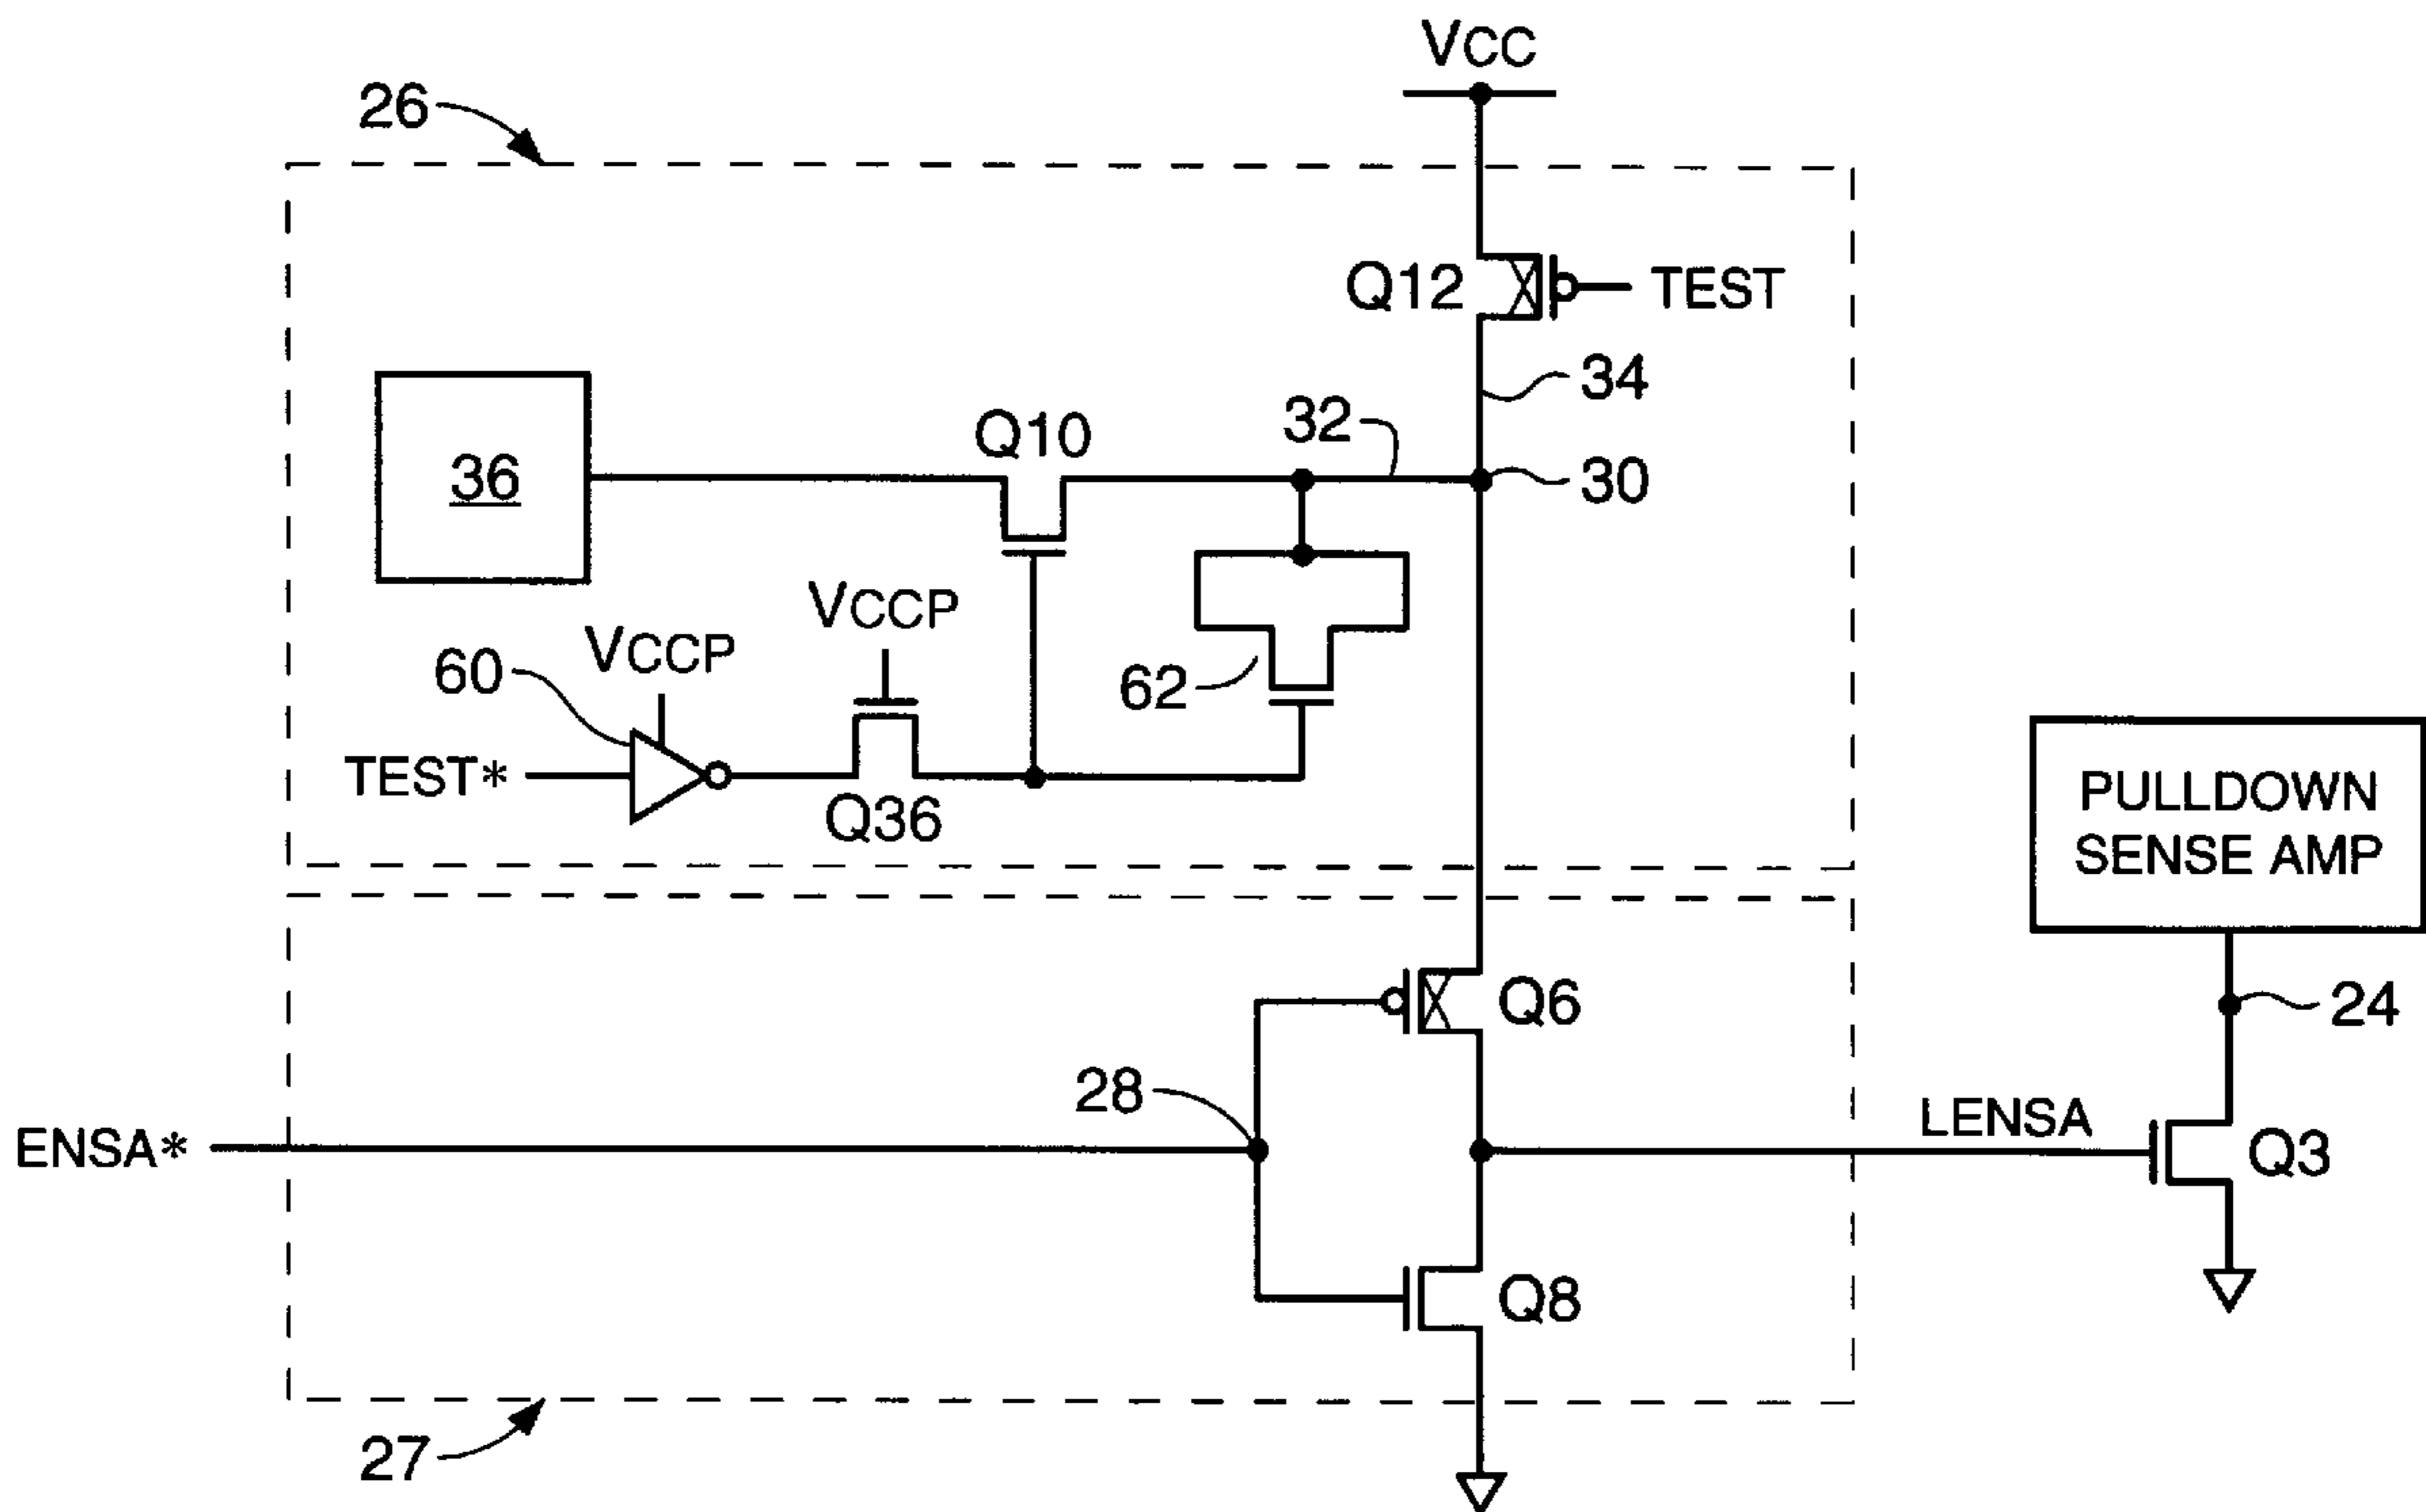 VCC
26
Q12
TEST
34
32
Q10
36
30
VCCP
VCCP
60
62
TEST*
Q36
PULLDOWN
SENSE AMP
Q6
24
28
LENSA
ENSA*
Q3
Q8
27